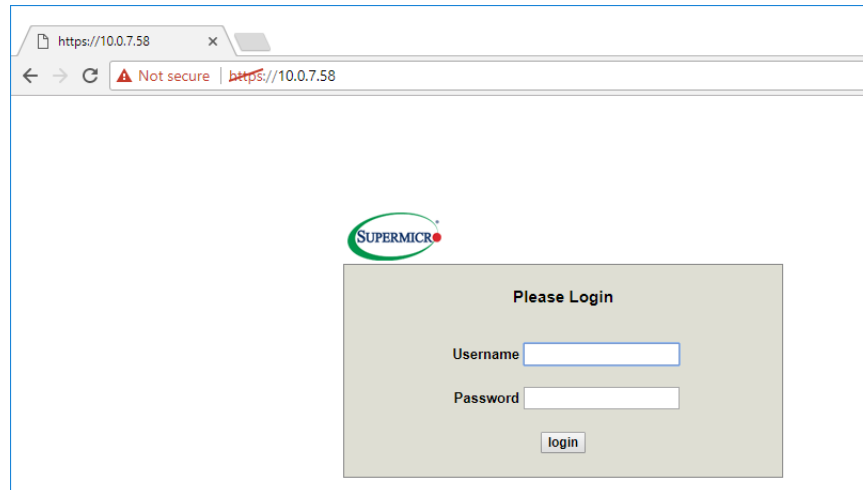 https://10.0.7.58
Not secure | https://10.0.7.58
SUPERMICRO
Please Login
Username
Password
login